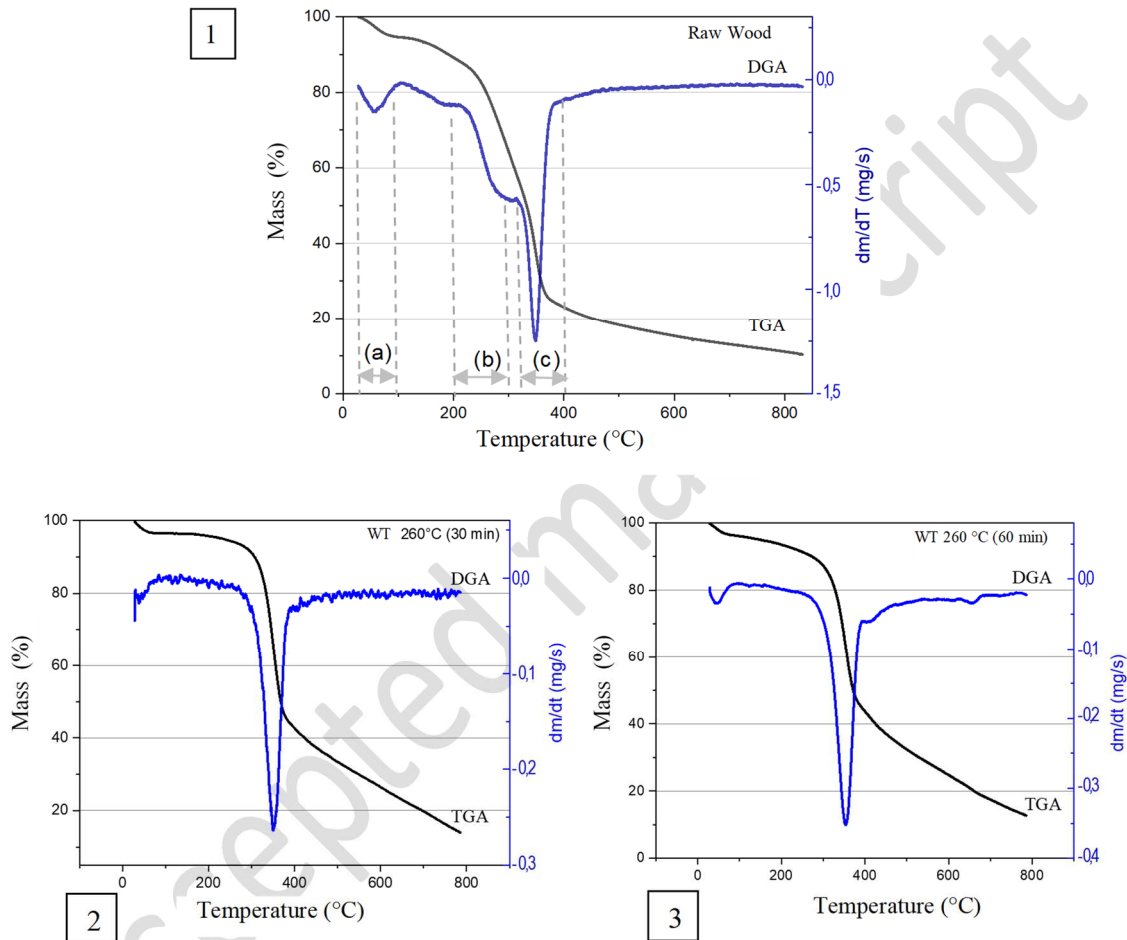 1
Raw Wood
DGA
TGA
(a)
(b)
(c)
100
80
60
40
20
0
Mass (%)
0,0
-0,5
-1,0
-1,5
dm/dT (mg/s)
0 200 400 600 800
Temperature (°C)
WT 260°C (30 min)
DGA
TGA
100
80
60
40
20
Mass (%)
0,0
-0,1
-0,2
-0,3
dm/dt (mg/s)
0 200 400 600 800
Temperature (°C)
2
WT 260 °C (60 min)
DGA
TGA
100
80
60
40
20
0
Mass (%)
0,0
-0,1
-0,2
-0,3
-0,4
dm/dt (mg/s)
0 200 400 600 800
Temperature (°C)
3
accepted manuscript